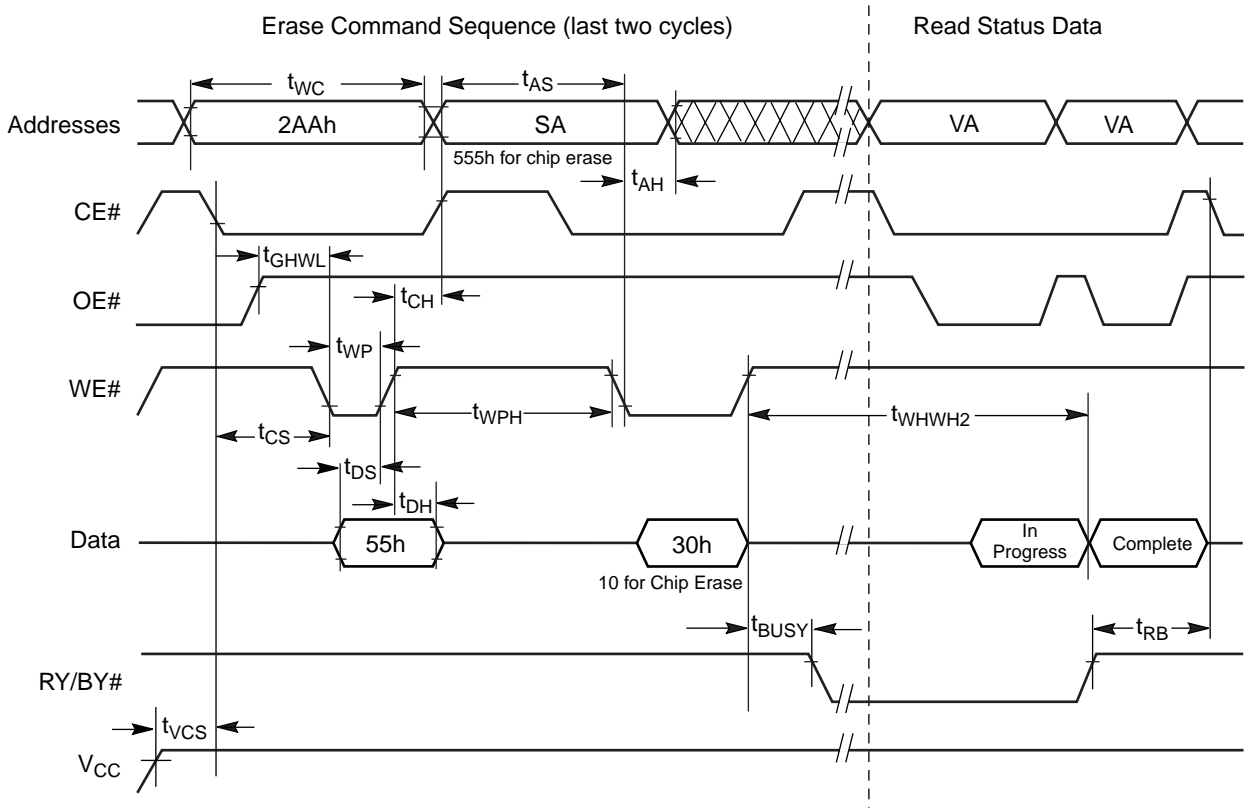 Erase Command Sequence (last two cycles) Read Status Data
tWC tAS
Addresses 2AAh SA VA VA
555h for chip erase
tAH
CE#
tGHWL
OE#
tCH
tWP
WE#
tWPH tWHWH2
tCS
tDS
tDH
Data 55h 30h In Progress Complete
10 for Chip Erase
tBUSY tRB
RY/BY#
tVCS
VCC